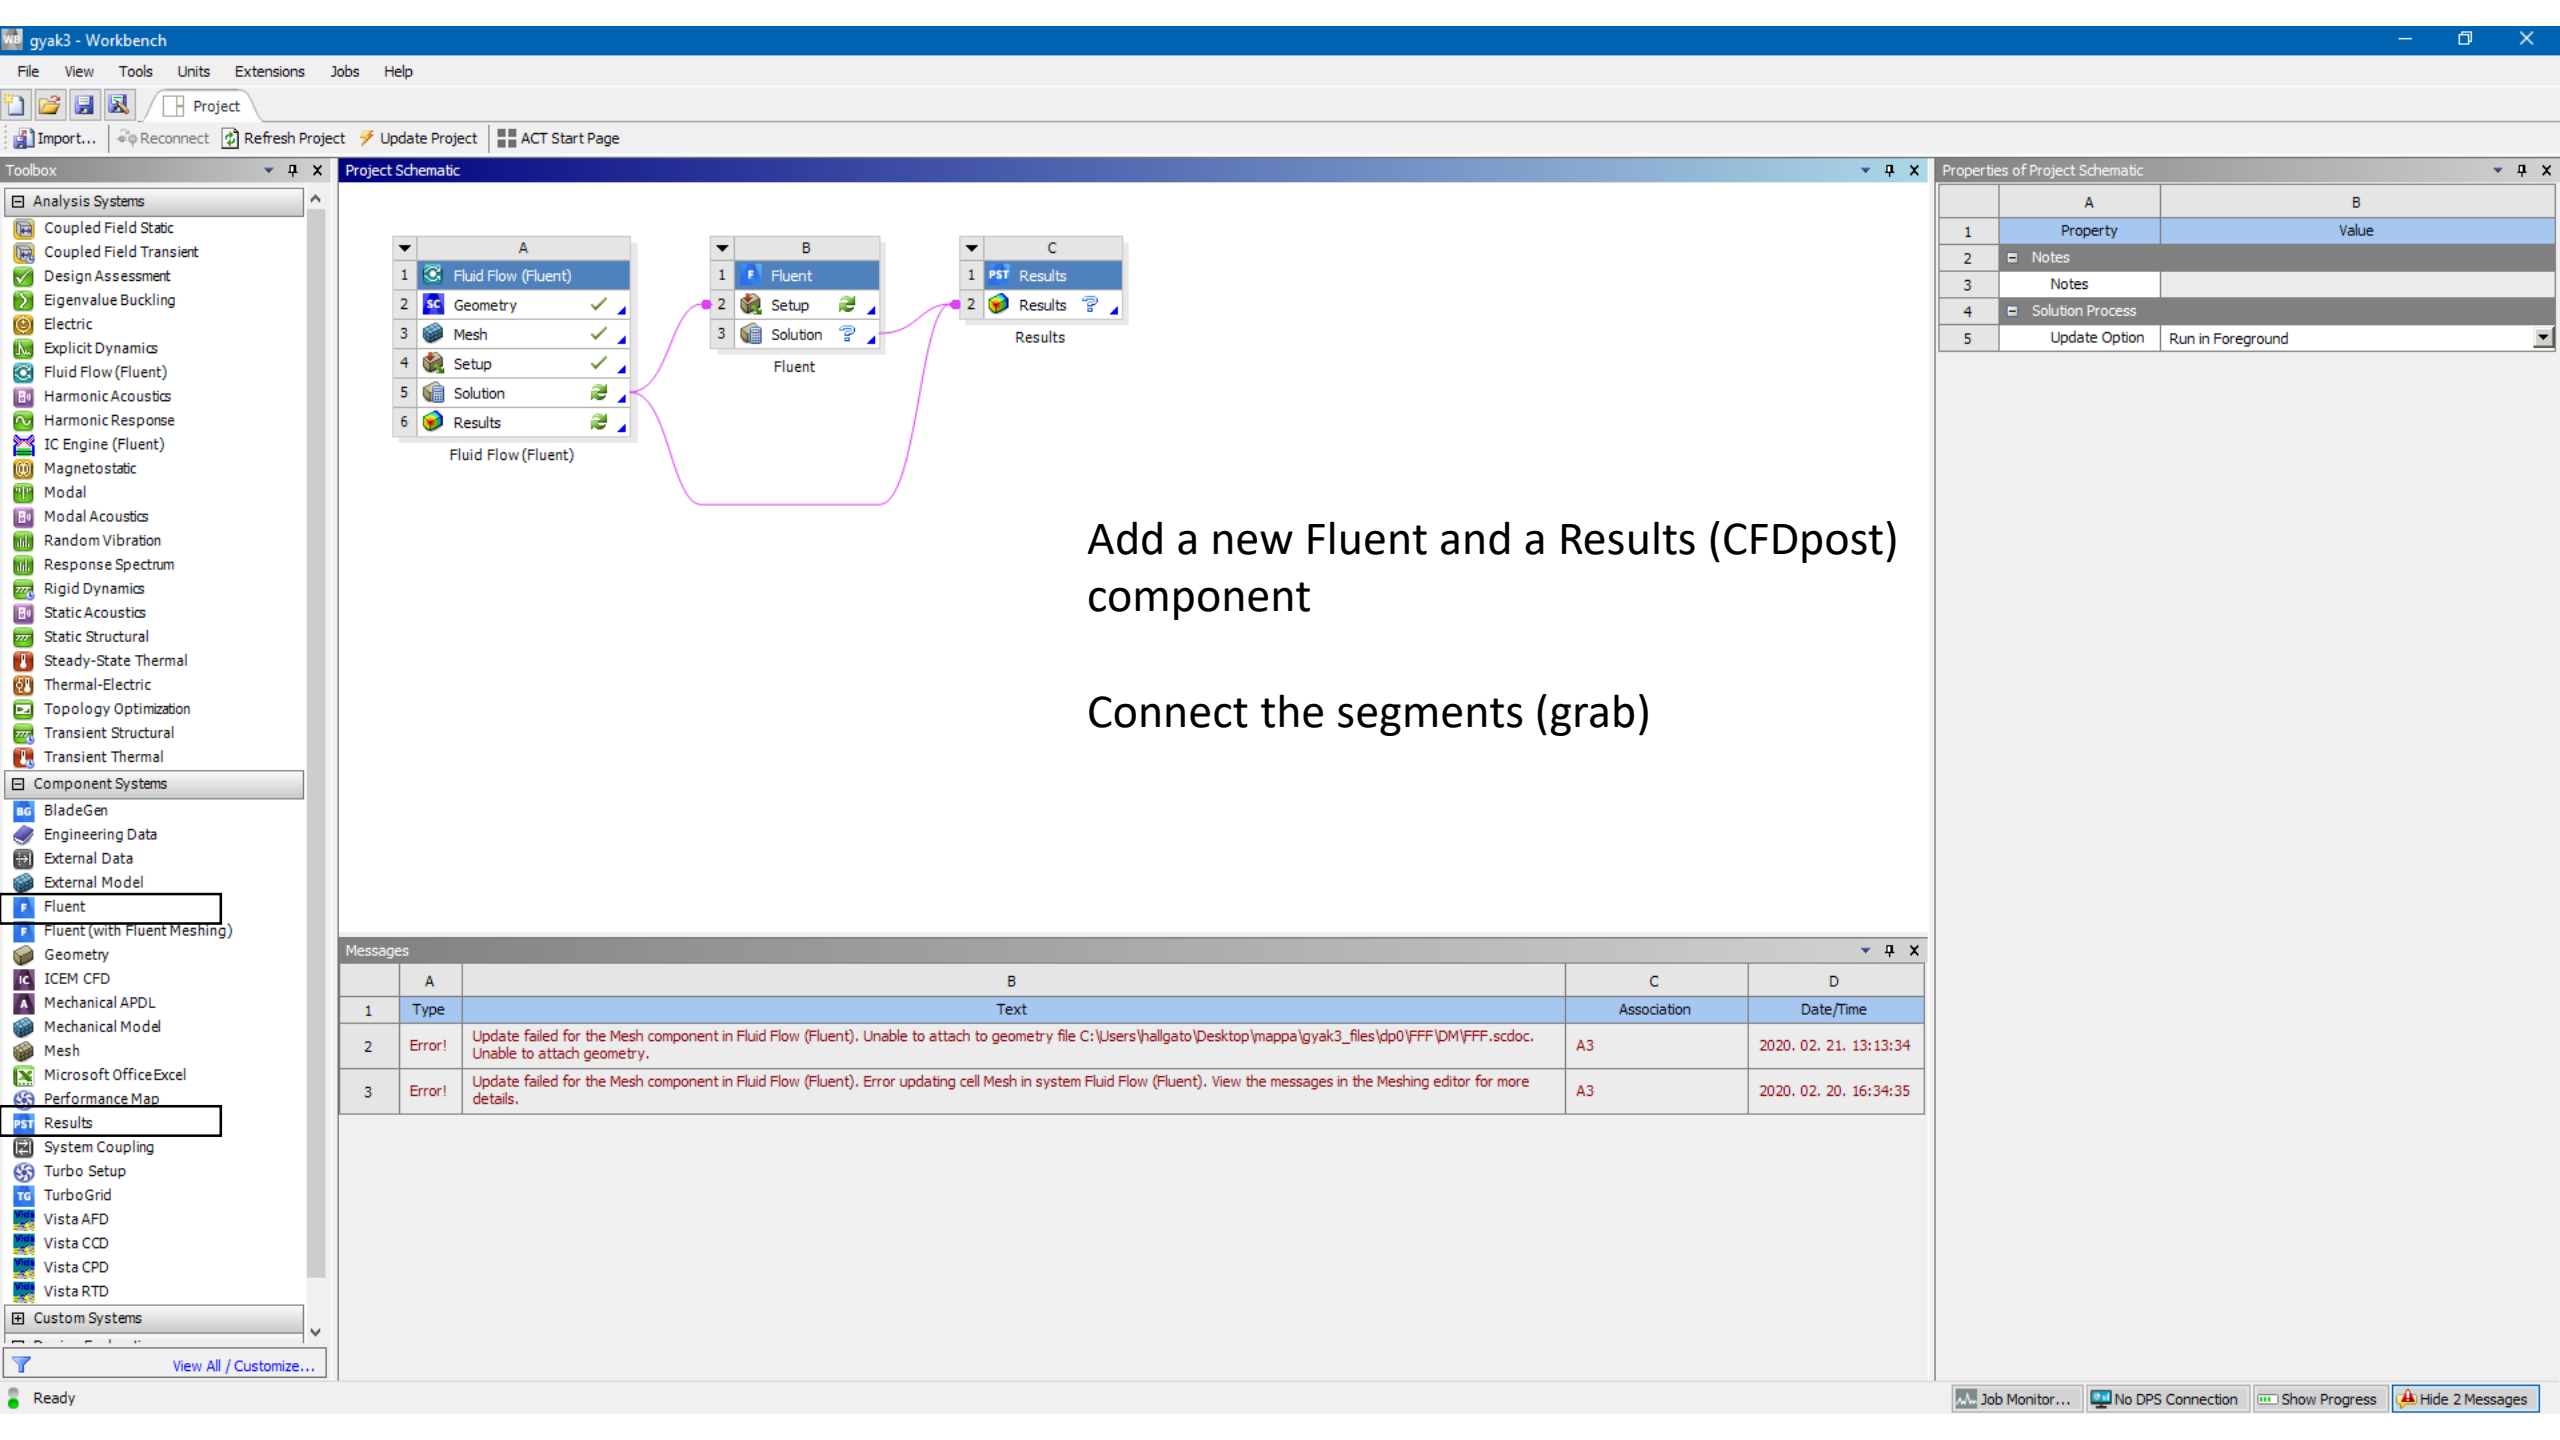 gyak3 - Workbench
File View Tools Units Extensions Jobs Help
Project
Import... Reconnect Refresh Project Update Project ACT Start Page
Toolbox
Analysis Systems
Coupled Field Static
Coupled Field Transient
Design Assessment
Eigenvalue Buckling
Electric
Explicit Dynamics
Fluid Flow (Fluent)
Harmonic Acoustics
Harmonic Response
IC Engine (Fluent)
Magnetostatic
Modal
Modal Acoustics
Random Vibration
Response Spectrum
Rigid Dynamics
Static Acoustics
Static Structural
Steady-State Thermal
Thermal-Electric
Topology Optimization
Transient Structural
Transient Thermal
Component Systems
BladeGen
Engineering Data
External Data
External Model
Fluent
Fluent (with Fluent Meshing)
Geometry
ICEM CFD
Mechanical APDL
Mechanical Model
Mesh
Microsoft Office Excel
Performance Map
Results
System Coupling
Turbo Setup
TurboGrid
Vista AFD
Vista CCD
Vista CPD
Vista RTD
Custom Systems
View All / Customize...
Ready
Project Schematic
A
1 Fluid Flow (Fluent)
2 Geometry
3 Mesh
4 Setup
5 Solution
6 Results
Fluid Flow (Fluent)
B
1 Fluent
2 Setup
3 Solution
Fluent
C
1 PST Results
2 Results
Results
Add a new Fluent and a Results (CFDpost)
component
Connect the segments (grab)
Messages
A B C D
1 Type Text Association Date/Time
2 Error! Update failed for the Mesh component in Fluid Flow (Fluent). Unable to attach to geometry file C:\Users\hallgato\Desktop\mappa\gyak3_files\dp0\FFF\DM\FFF.scdoc.
Unable to attach geometry. A3 2020. 02. 21. 13:13:34
3 Error! Update failed for the Mesh component in Fluid Flow (Fluent). Error updating cell Mesh in system Fluid Flow (Fluent). View the messages in the Meshing editor for more
details. A3 2020. 02. 20. 16:34:35
Properties of Project Schematic
A B
1 Property Value
2 Notes
3 Notes
4 Solution Process
5 Update Option Run in Foreground
Job Monitor... No DPS Connection Show Progress Hide 2 Messages